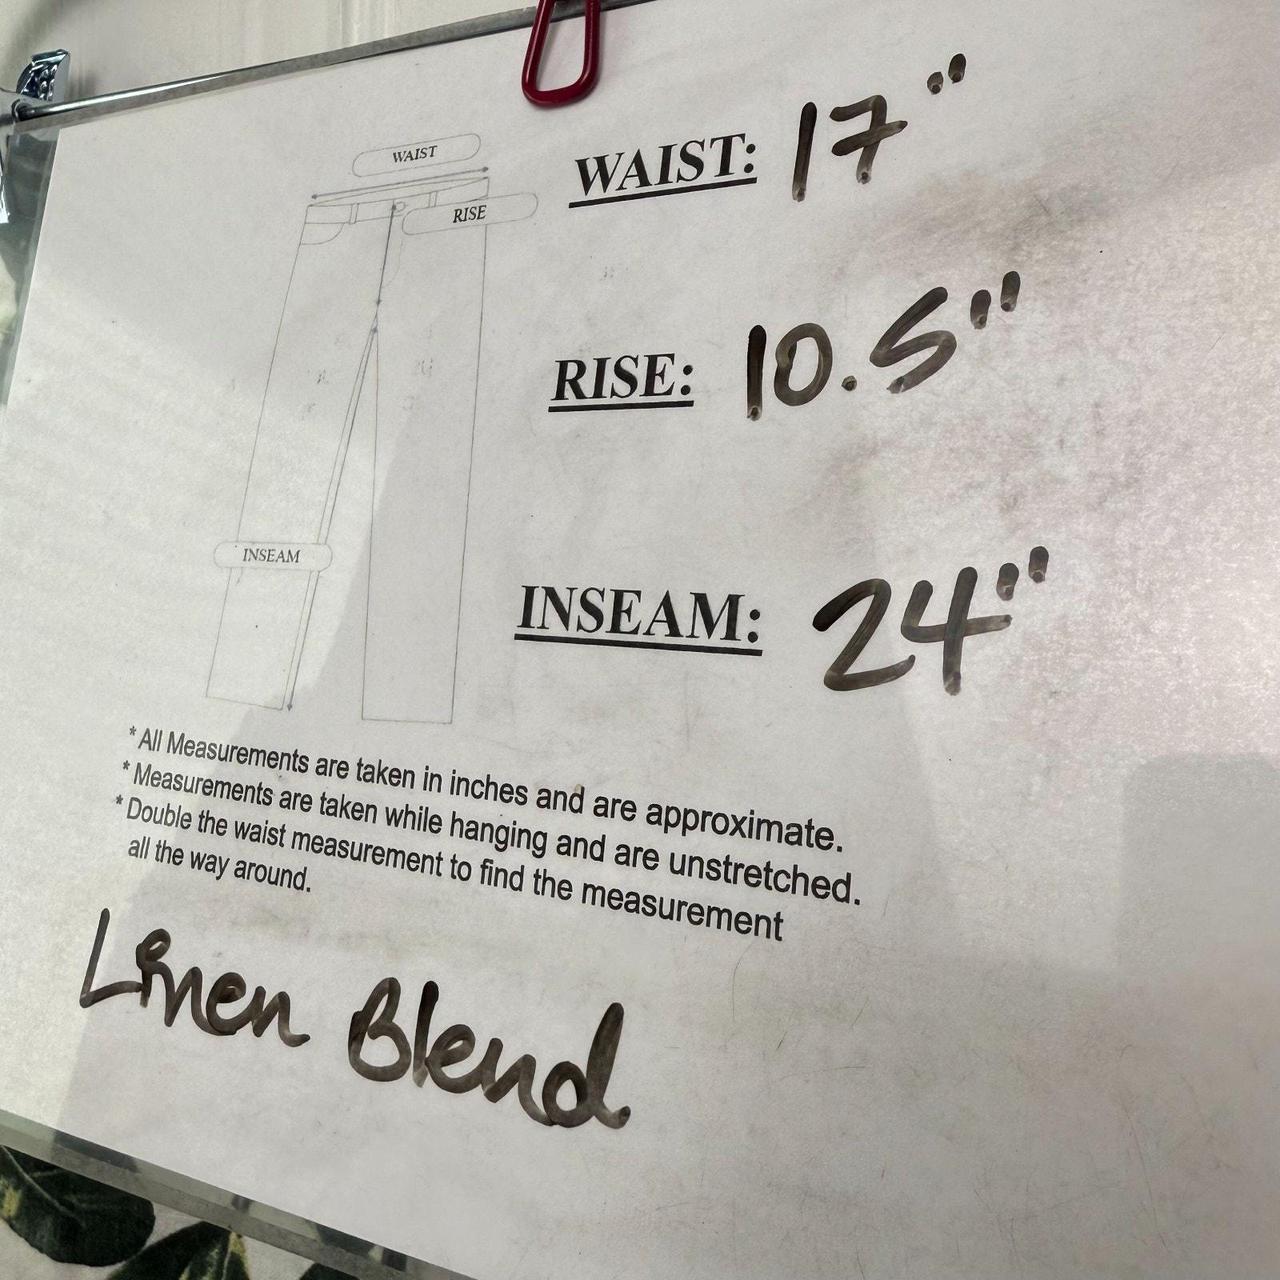 WAIST
RISE
INSEAM
WAIST: 17"
RISE: 10.5"
INSEAM: 24"
* All Measurements are taken in inches and are approximate.
* Measurements are taken while hanging and are unstretched.
* Double the waist measurement to find the measurement
all the way around.
Linen Blend